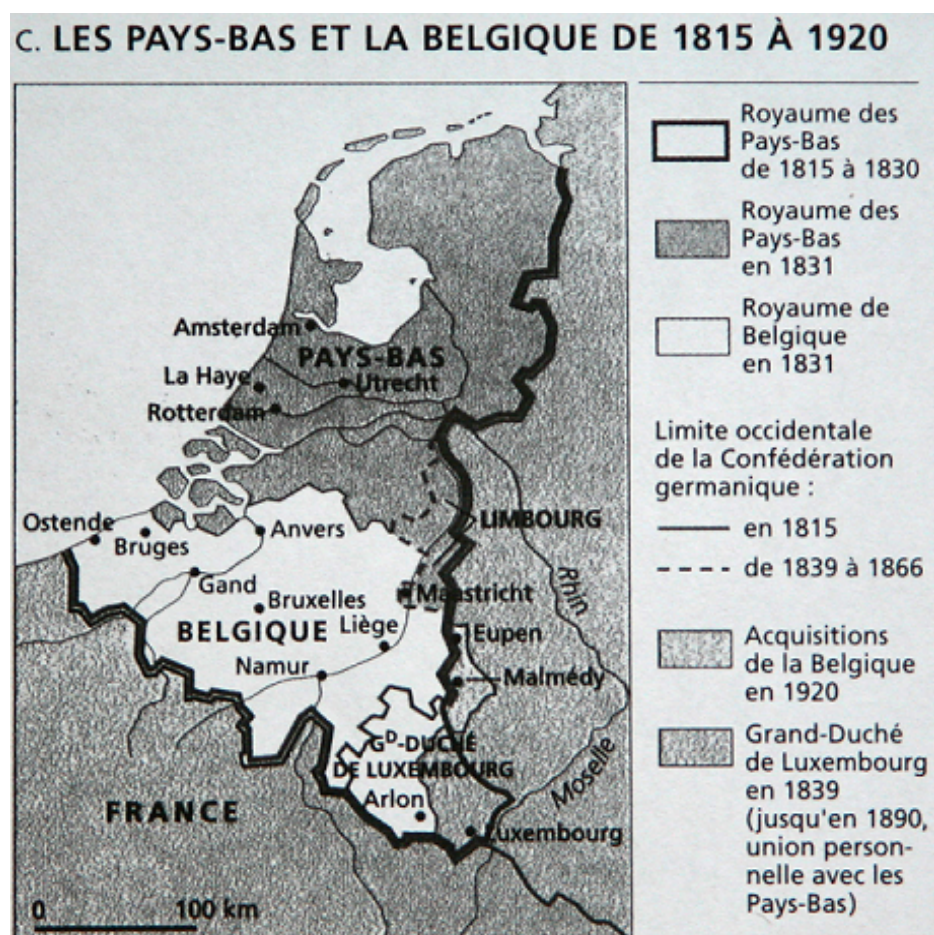 C. LES PAYS-BAS ET LA BELGIQUE DE 1815 À 1920
Royaume des
Pays-Bas
de 1815 à 1830
Royaume des
Pays-Bas
en 1831
Royaume de
Belgique
en 1831
Limite occidentale
de la Confédération
germanique :
en 1815
de 1839 à 1866
Acquisitions
de la Belgique
en 1920
Grand-Duché
de Luxembourg
en 1839
(jusqu'en 1890,
union person-
nelle avec les
Pays-Bas)
Amsterdam
PAYS-BAS
La Haye
Utrecht
Rotterdam
LIMBOURG
Ostende
Bruges
Anvers
Gand
Bruxelles
Maastricht
Rhin
BELGIQUE
Liège
Eupen
Namur
Malmédy
GD-DUCHÉ
DE LUXEMBOURG
Moselle
Arlon
FRANCE
Luxembourg
0 100 km